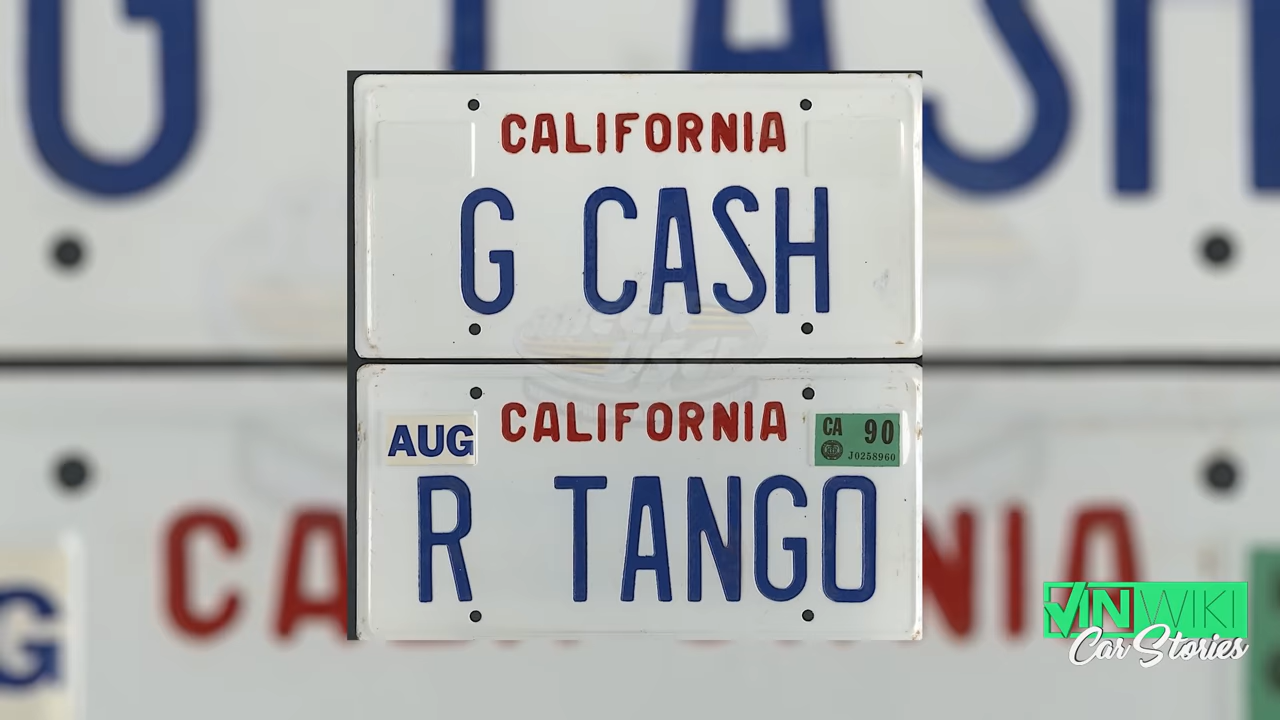 CALIFORNIA
G CASH
CALIFORNIA
AUG
CA 90
J0258960
R TANGO
VINWIKI
Car Stories